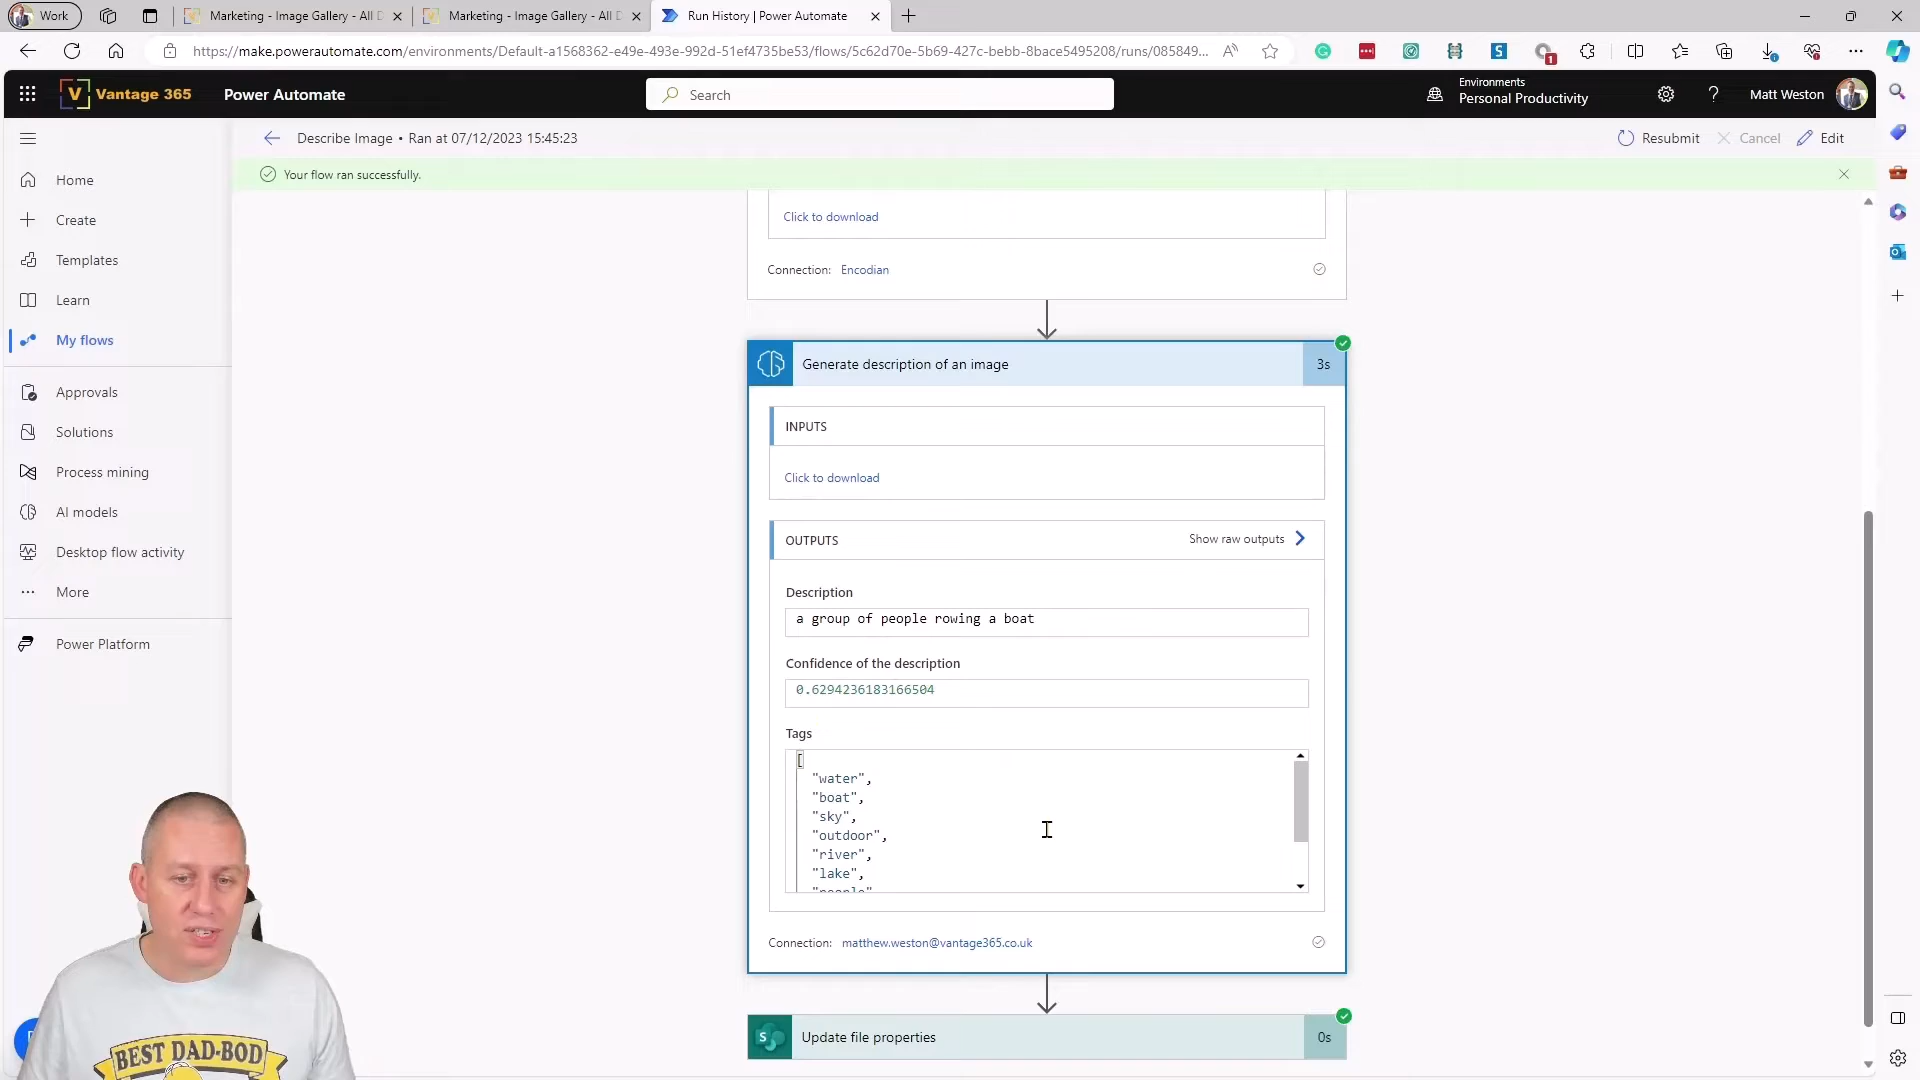 Work
Marketing - Image Gallery - All D
Marketing - Image Gallery - All D
Run History | Power Automate
https://make.powerautomate.com/environments/Default-a1568362-e49e-493e-992d-51ef4735be53/flows/5c62d70e-5b69-427c-bebb-8bace5495208/runs/085849...
Vantage 365
Power Automate
Search
Environments
Personal Productivity
Matt Weston
Describe Image • Ran at 07/12/2023 15:45:23
Resubmit
Cancel
Edit
Your flow ran successfully.
Home
Create
Templates
Learn
My flows
Approvals
Solutions
Process mining
AI models
Desktop flow activity
More
Power Platform
Click to download
Connection: Encodian
Generate description of an image
3s
INPUTS
Click to download
OUTPUTS
Show raw outputs
Description
a group of people rowing a boat
Confidence of the description
0.6294236183166504
Tags
[
"water",
"boat",
"sky",
"outdoor",
"river",
"lake",
"people"
Connection: matthew.weston@vantage365.co.uk
Update file properties
0s
BEST DAD-BOD